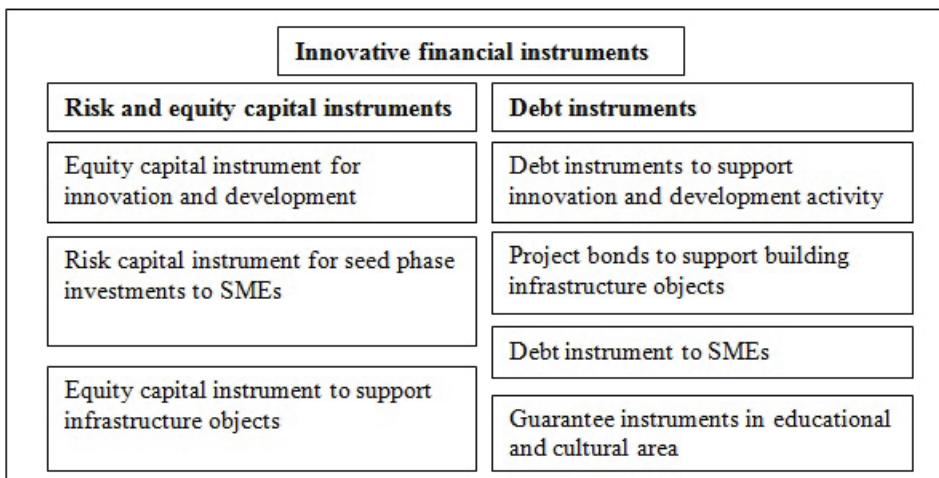 Innovative financial instruments
Risk and equity capital instruments
Debt instruments
Equity capital instrument for
innovation and development
Debt instruments to support
innovation and development activity
Risk capital instrument for seed phase
investments to SMEs
Project bonds to support building
infrastructure objects
Debt instrument to SMEs
Equity capital instrument to support
infrastructure objects
Guarantee instruments in educational
and cultural area